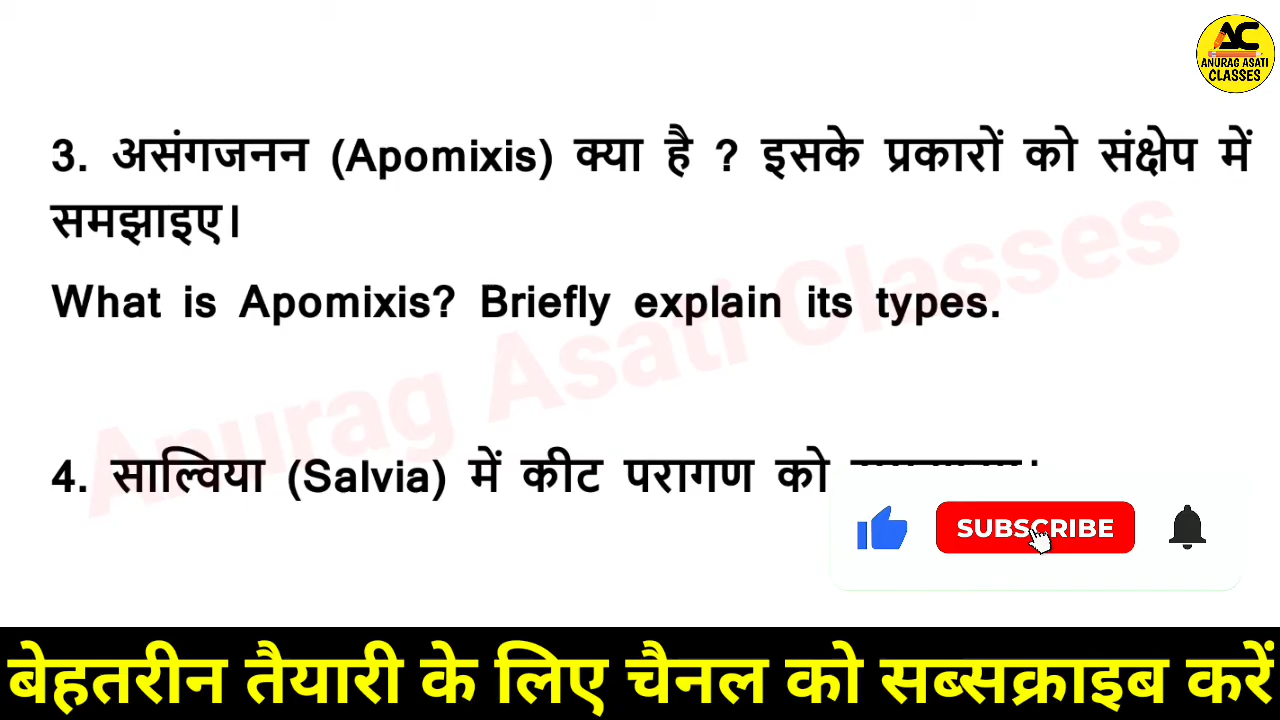 AC
ANURAG ASATI
CLASSES
3. असंगजनन (Apomixis) क्या है ? इसके प्रकारों को संक्षेप में
समझाइए।
What is Apomixis? Briefly explain its types.
Anurag Asati Classes
4. साल्विया (Salvia) में कीट परागण को
SUBSCRIBE
बेहतरीन तैयारी के लिए चैनल को सब्सक्राइब करें